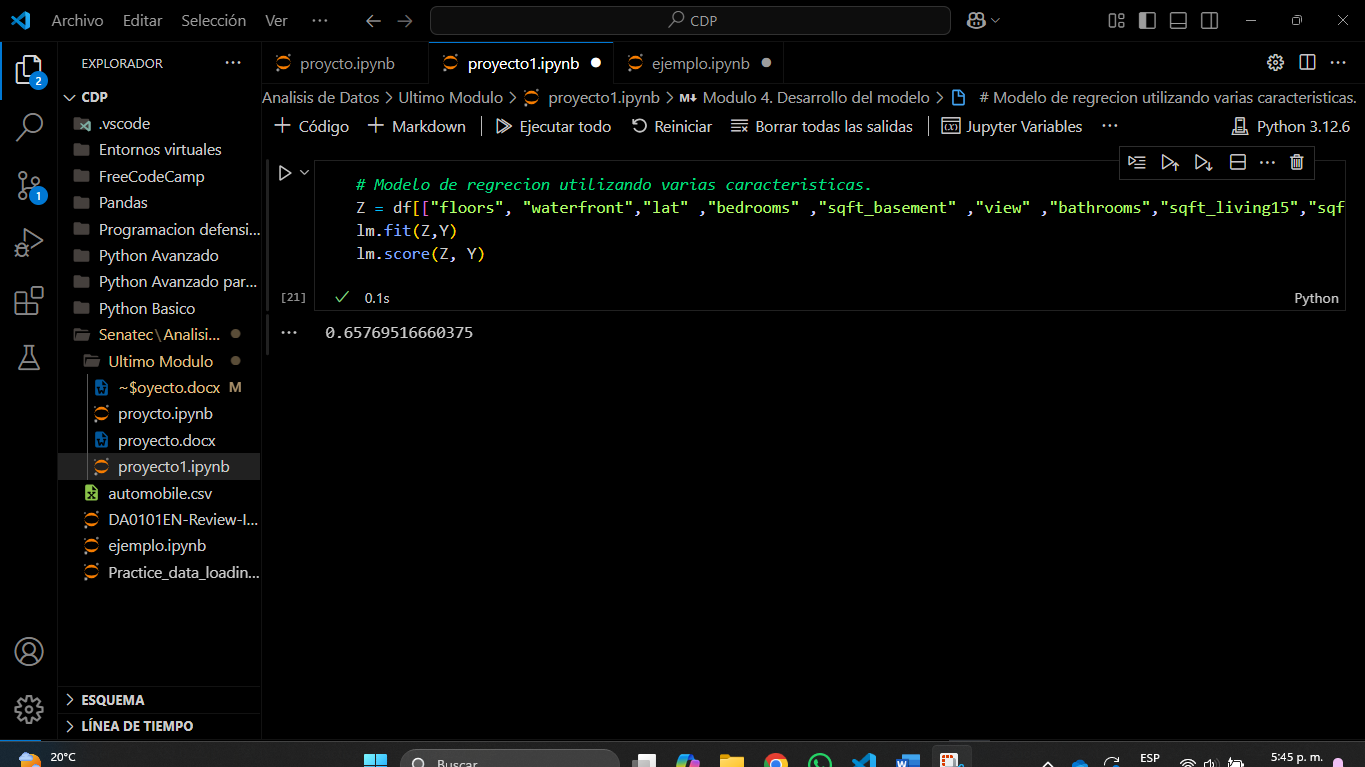 Archivo Editar Selección Ver ··· CDP
EXPLORADOR ···
proycto.ipynb proyecto1.ipynb ejemplo.ipynb
CDP
Analisis de Datos > Ultimo Modulo > proyecto1.ipynb > M↓ Modulo 4. Desarrollo del modelo > # Modelo de regrecion utilizando varias caracteristicas.
+ Código + Markdown Ejecutar todo Reiniciar Borrar todas las salidas Jupyter Variables ··· Python 3.12.6
.vscode
Entornos virtuales
FreeCodeCamp
Pandas
Programacion defensi...
Python Avanzado
Python Avanzado par...
Python Basico
Senatec\Analisi...
Ultimo Modulo
~$oyecto.docx M
proycto.ipynb
proyecto.docx
proyecto1.ipynb
automobile.csv
DA0101EN-Review-I...
ejemplo.ipynb
Practice_data_loadin...
ESQUEMA
LÍNEA DE TIEMPO
2
1
# Modelo de regrecion utilizando varias caracteristicas.
Z = df[["floors", "waterfront","lat" ,"bedrooms" ,"sqft_basement" ,"view" ,"bathrooms","sqft_living15","sqf
lm.fit(Z,Y)
lm.score(Z, Y)
[21] 0.1s Python
0.65769516660375
20°C Buscar ESP 5:45 p. m.